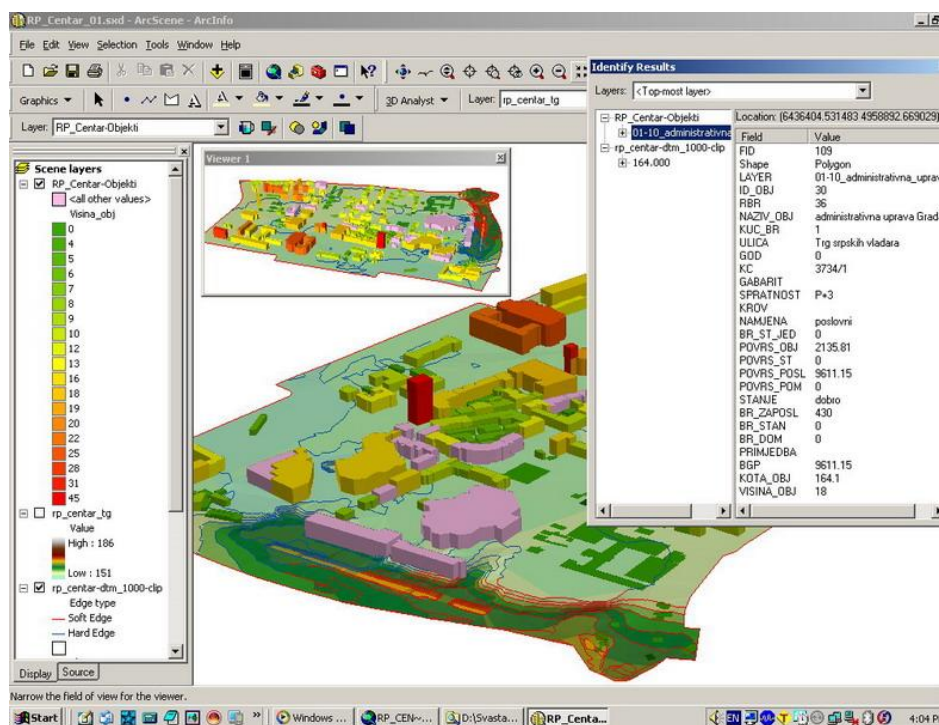 RP_Centar_01.sxd - ArcScene - ArcInfo
File Edit View Selection Tools Window Help
Graphics
3D Analyst
Layer: rp_centar_tg
Layer: RP_Centar-Objekti
Scene layers
RP_Centar-Objekti
<all other values>
Visina_obj
0
4
5
6
7
8
9
10
12
13
16
18
19
20
22
25
28
31
45
rp_centar_tg
Value
High : 186
Low : 151
rp_centar-dtm_1000-clip
Edge type
Soft Edge
Hard Edge
Display Source
Viewer 1
Identify Results
Layers: <Top-most layer>
RP_Centar-Objekti
01-10_administrativna
rp_centar-dtm_1000-clip
164.000
Location: (6436404.531483 4958892.669029)
Field Value
FID 109
Shape Polygon
LAYER 01-10_administrativna_uprav
ID_OBJ 30
RBR 36
NAZIV_OBJ administrativna uprava Grad
KUC_BR 1
ULICA Trg srpskih vladara
GOD 0
KC 3734/1
GABARIT
SPRATNOST P+3
KROV
NAMJENA poslovni
BR_ST_JED 0
POVRS_OBJ 2135.81
POVRS_ST 0
POVRS_POSL 9611.15
POVRS_POM 0
STANJE dobro
BR_ZAPOSL 430
BR_STAN 0
BR_DOM 0
PRIMJEDBA
BGP 9611.15
KOTA_OBJ 164.1
VISINA_OBJ 18
Narrow the field of view for the viewer.
Start
Windows ...
RP_CEN~...
D:\Svasta...
RP_Centa...
EN
4:04 P